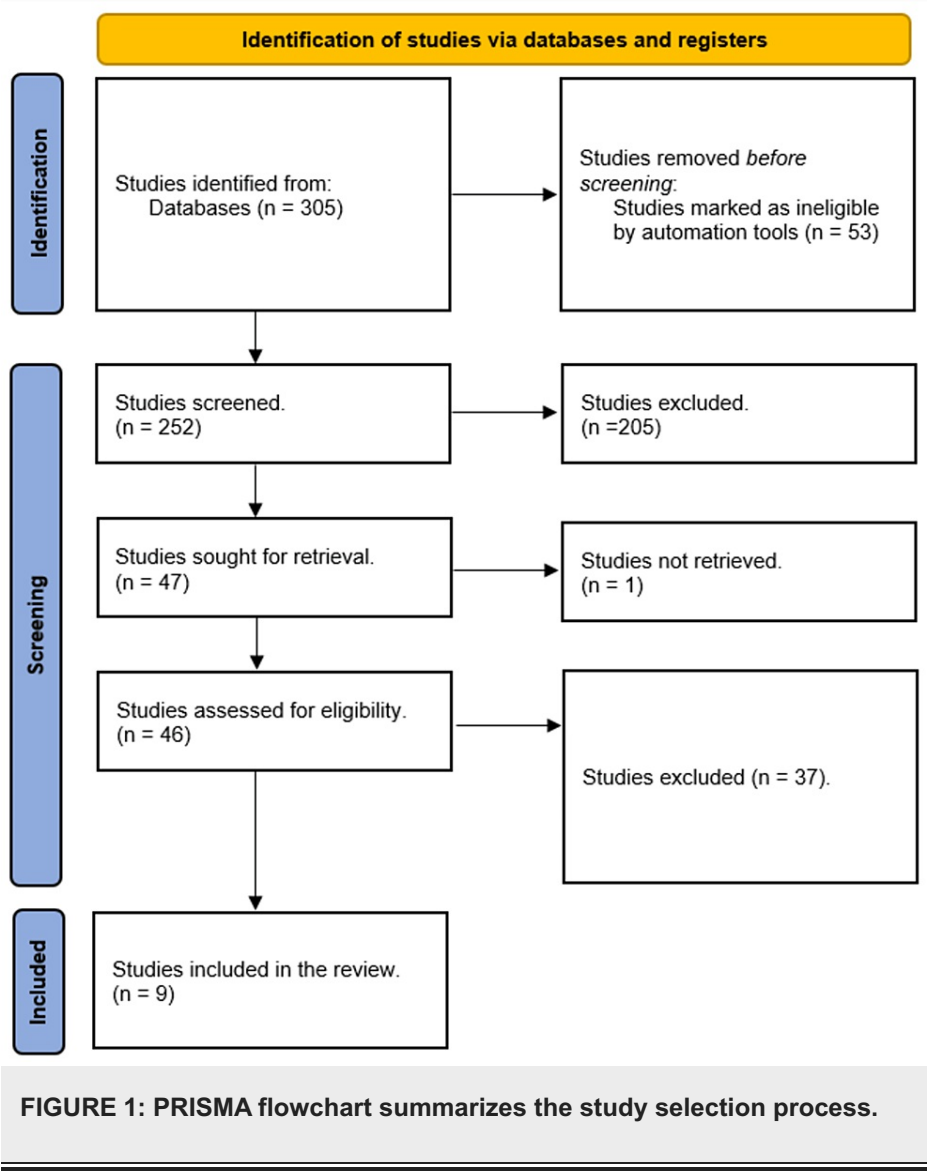 Identification of studies via databases and registers
Identification
Studies identified from:
Databases (n = 305)
Studies removed before
screening:
Studies marked as ineligible
by automation tools (n = 53)
Screening
Studies screened.
(n = 252)
Studies excluded.
(n =205)
Studies sought for retrieval.
(n = 47)
Studies not retrieved.
(n = 1)
Studies assessed for eligibility.
(n = 46)
Studies excluded (n = 37).
Included
Studies included in the review.
(n = 9)
FIGURE 1: PRISMA flowchart summarizes the study selection process.